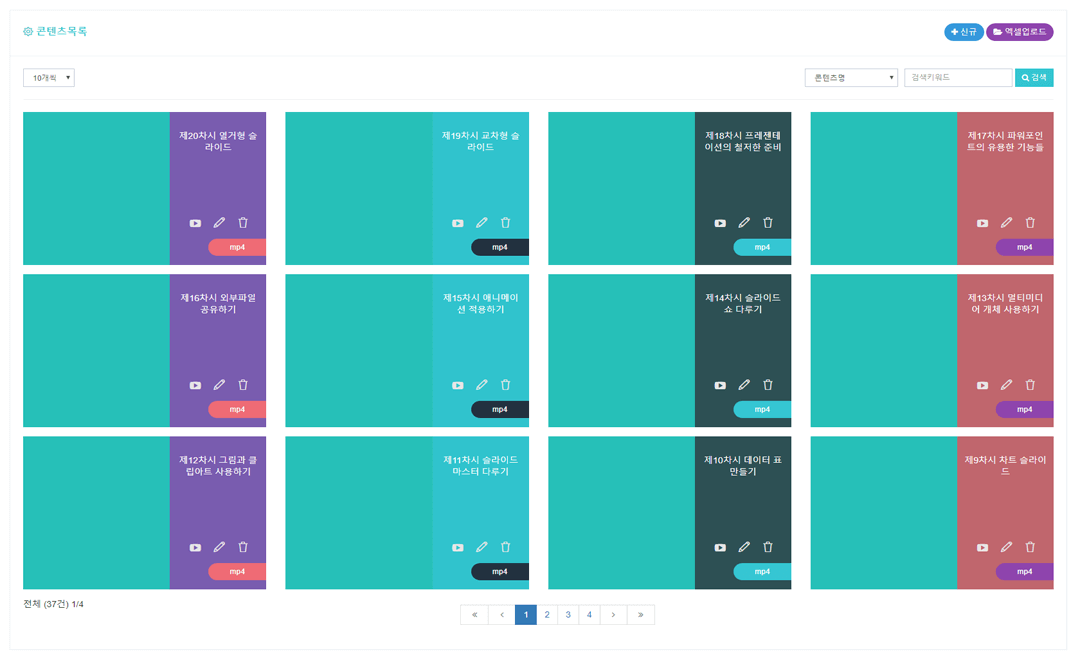 콘텐츠목록
신규
엑셀업로드
10개씩
콘텐츠명
검색키워드
검색
제20차시 열거형 슬
라이드
mp4
제19차시 교차형 슬
라이드
mp4
제18차시 프레젠테
이션의 철저한 준비
mp4
제17차시 파워포인
트의 유용한 기능들
mp4
제16차시 외부파일
공유하기
mp4
제15차시 애니메이
션 적용하기
mp4
제14차시 슬라이드
쇼 다루기
mp4
제13차시 멀티미디
어 개체 사용하기
mp4
제12차시 그림과 클
립아트 사용하기
mp4
제11차시 슬라이드
마스터 다루기
mp4
제10차시 데이터 표
만들기
mp4
제9차시 차트 슬라이
드
mp4
전체 (37건) 1/4
« ‹ 1 2 3 4 › »